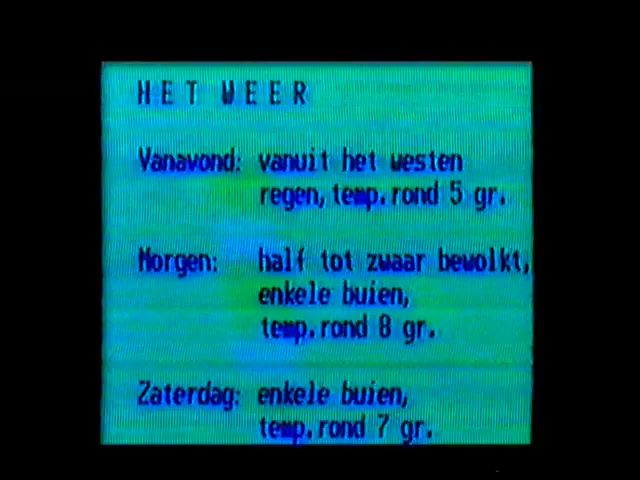 HET WEER
Vanavond: vanuit het westen
regen, temp. rond 5 gr.
Morgen: half tot zwaar bewolkt,
enkele buien,
temp. rond 8 gr.
Zaterdag: enkele buien,
temp. rond 7 gr.